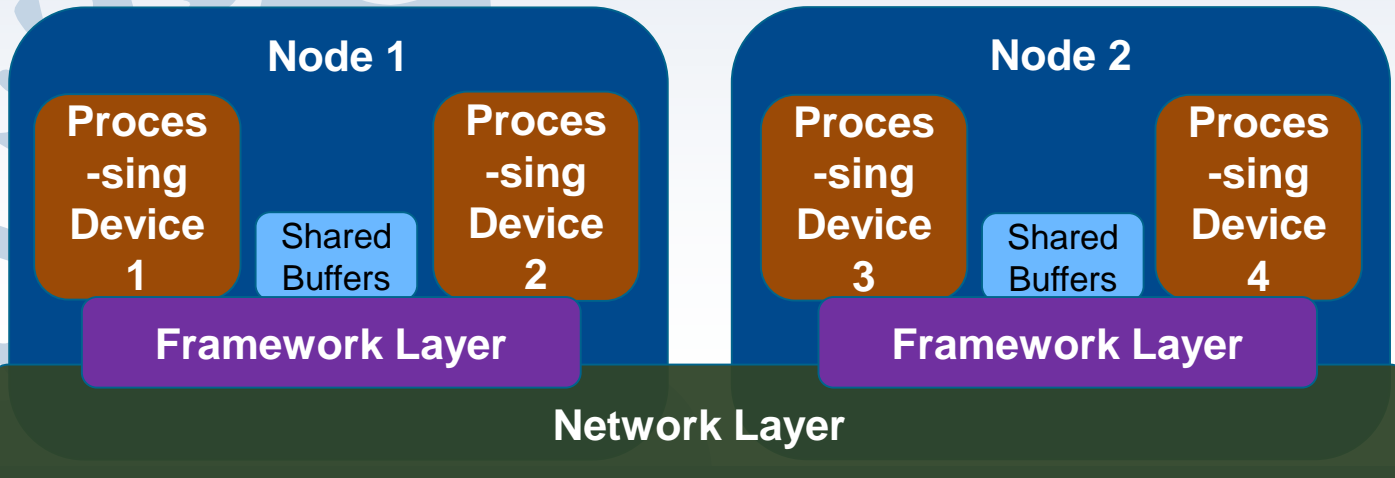 Node 1
Proces
-sing
Device
1
Shared
Buffers
Proces
-sing
Device
2
Framework Layer
Node 2
Proces
-sing
Device
3
Shared
Buffers
Proces
-sing
Device
4
Framework Layer
Network Layer